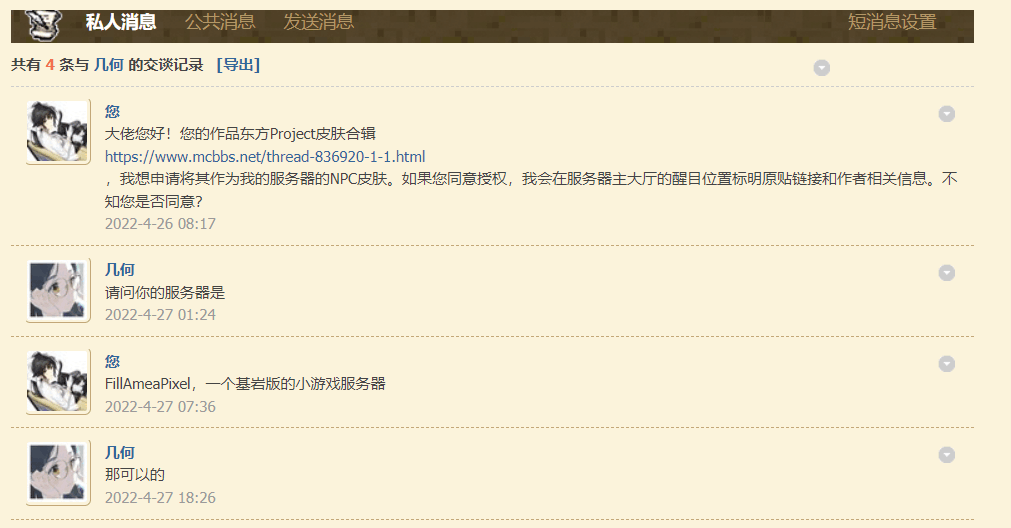 私人消息 公共消息 发送消息 短消息设置
共有 4 条与 几何 的交谈记录 [导出]
您
大佬您好！您的作品东方Project皮肤合辑
https://www.mcbbs.net/thread-836920-1-1.html
，我想申请将其作为我的服务器的NPC皮肤。如果您同意授权，我会在服务器主大厅的醒目位置标明原贴链接和作者相关信息。不
知您是否同意？
2022-4-26 08:17
几何
请问你的服务器是
2022-4-27 01:24
您
FillAmeaPixel，一个基岩版的小游戏服务器
2022-4-27 07:36
几何
那可以的
2022-4-27 18:26